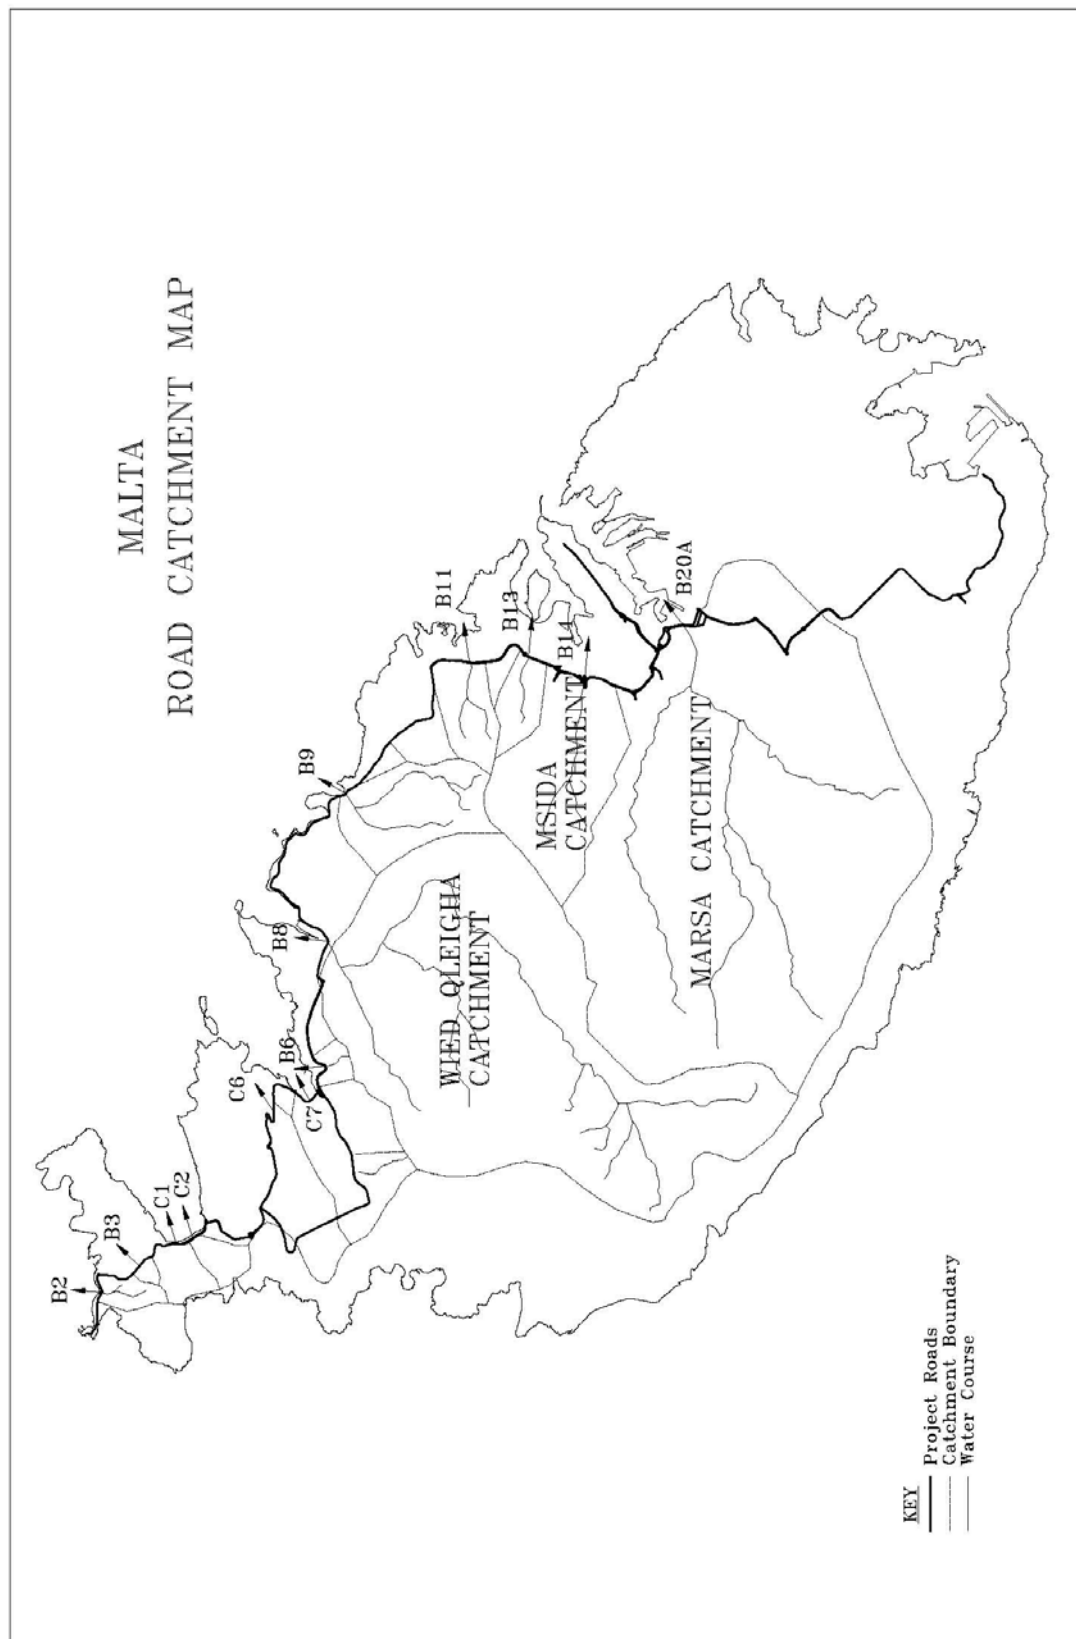 MALTA
ROAD CATCHMENT MAP
B2
B3
C1
C2
C6
C7
B6
B8
B9
B11
B13
B14
B20A
WIED QLEIGHA
CATCHMENT
MSIDA
CATCHMENT
MARSA CATCHMENT
KEY
Project Roads
Catchment Boundary
Water Course